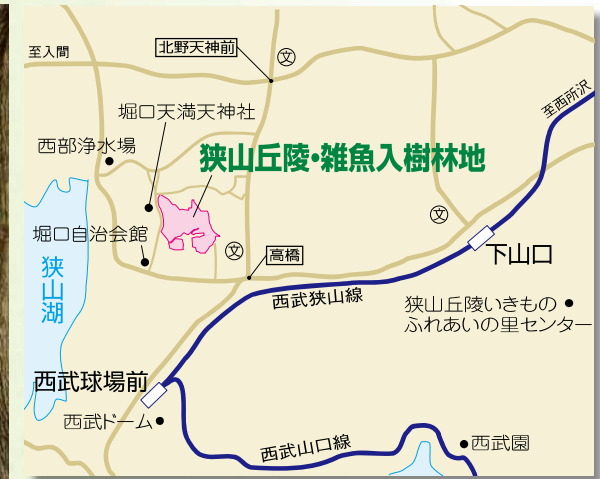 至入間
北野天神前
文
至西所沢
堀口天満天神社
西部浄水場
狭山丘陵・雑魚入樹林地
文
堀口自治会館
文
高橋
下山口
狭山湖
西武狭山線
狭山丘陵いきもの
ふれあいの里センター
西武球場前
西武ドーム
西武山口線
西武園